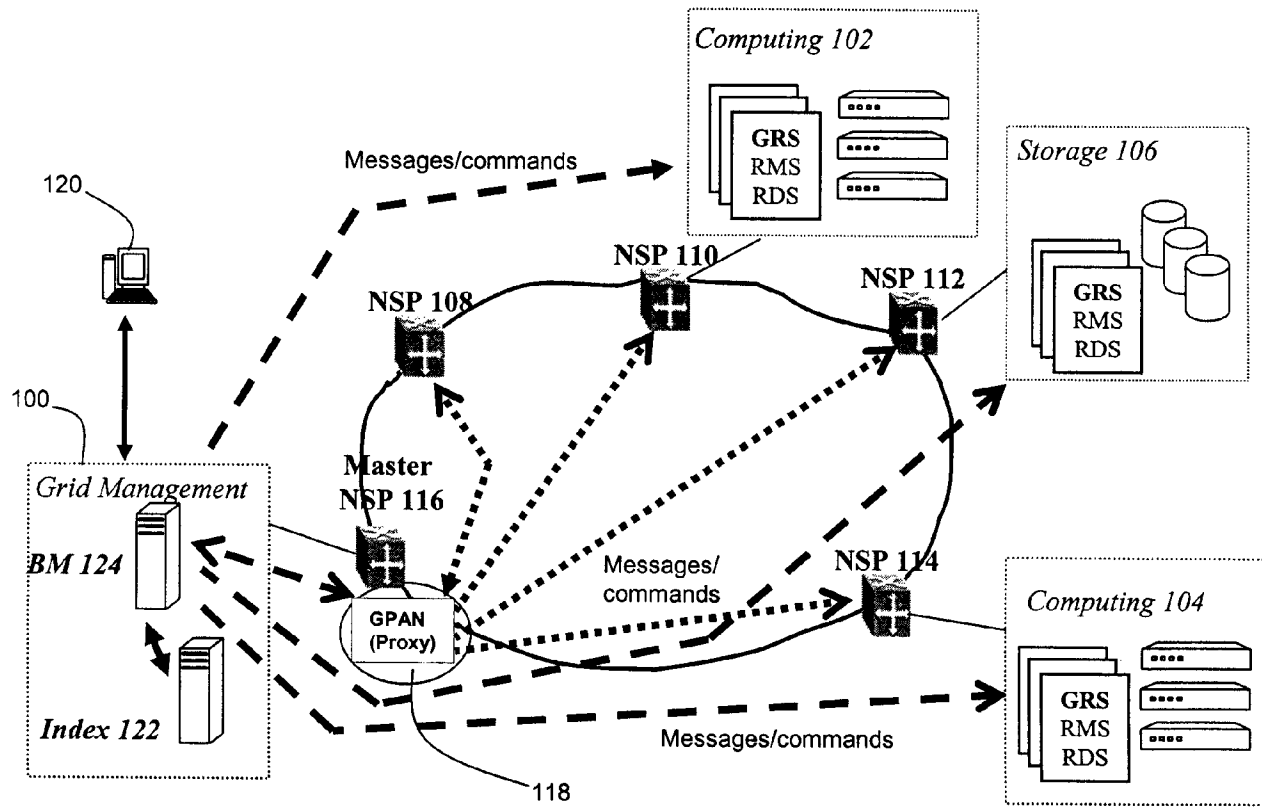 Computing 102
GRS
RMS
RDS
Messages/commands
Storage 106
GRS
RMS
RDS
120
NSP 110
NSP 112
NSP 108
100
Grid Management
Master
NSP 116
BM 124
Messages/
commands
NSP 114
GPAN
(Proxy)
Computing 104
GRS
RMS
RDS
Index 122
Messages/commands
118